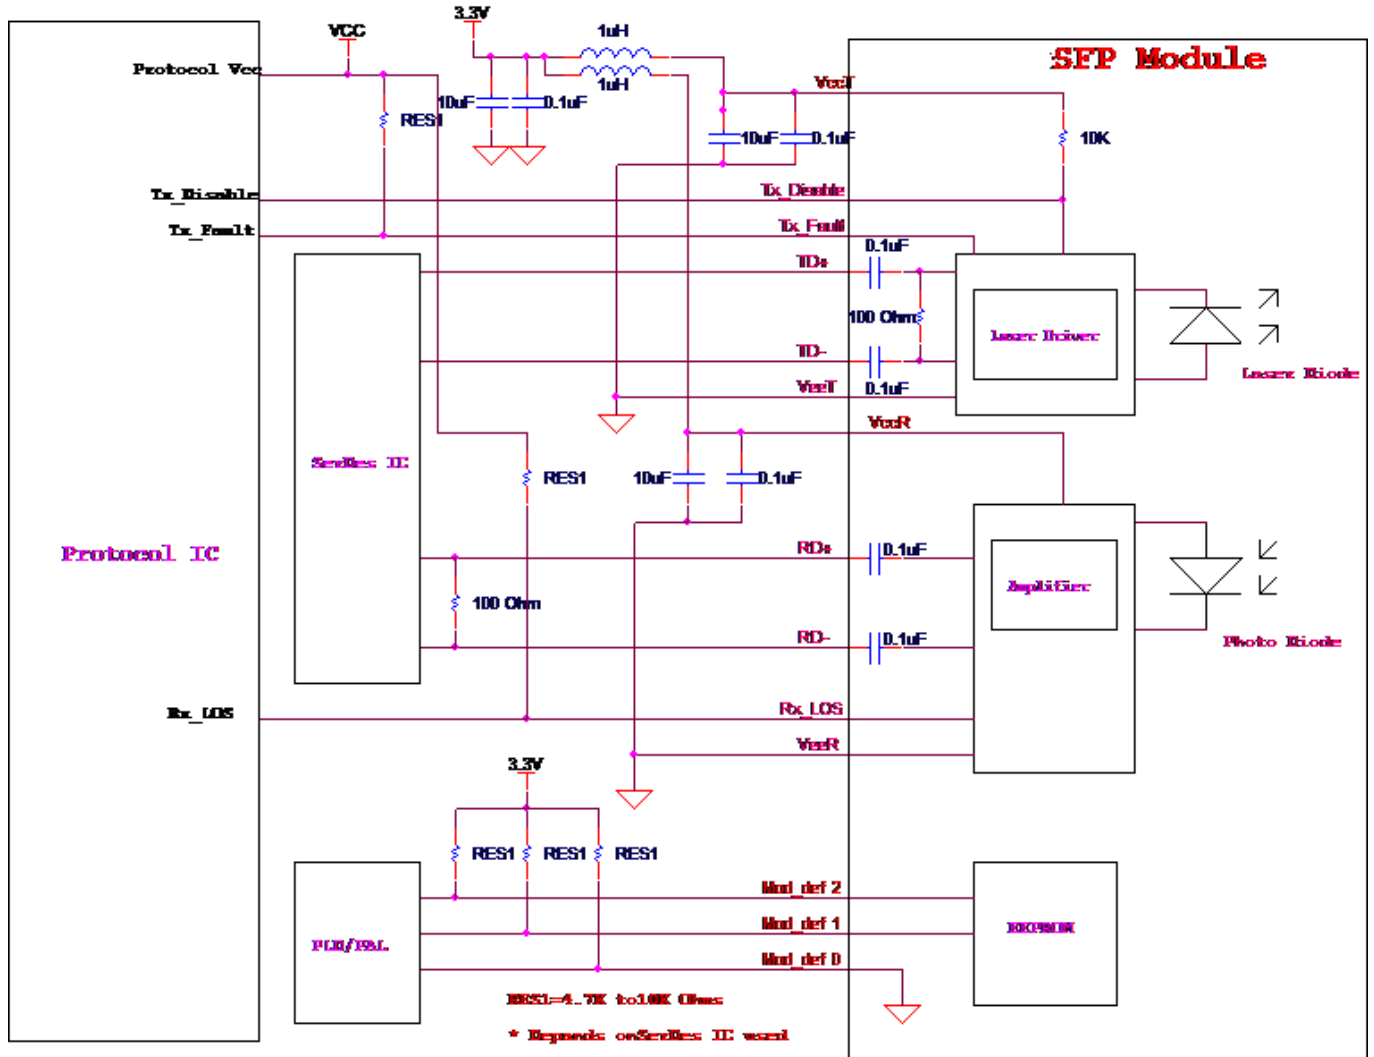 3.3V
VCC
1uH
SFP Module
Protocol Vcc
1uH
VccT
10uF
0.1uF
RES1
10uF
0.1uF
10K
Tx_Disable
Tx_Disable
Tx_Fault
Tx_Fault
0.1uF
TD+
100 Ohm
Laser Driver
TD-
Laser Diode
VeeT
0.1uF
VccR
SerDes IC
RES1
10uF
0.1uF
Protocol IC
RD+
0.1uF
Amplifier
100 Ohm
RD-
0.1uF
Photo Diode
Rx_LOS
Rx_LOS
VeeR
3.3V
RES1
RES1
RES1
Mod_def 2
Mod_def 1
EEPROM
PLD/PAL
Mod_def 0
RES1=4.7K to10K Ohms
* Depends onSerDes IC used